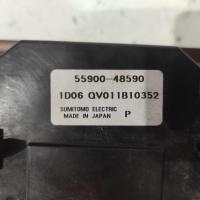 55900-48590
1D06 QV011B10352
SUMITOMO ELECTRIC
MADE IN JAPAN P